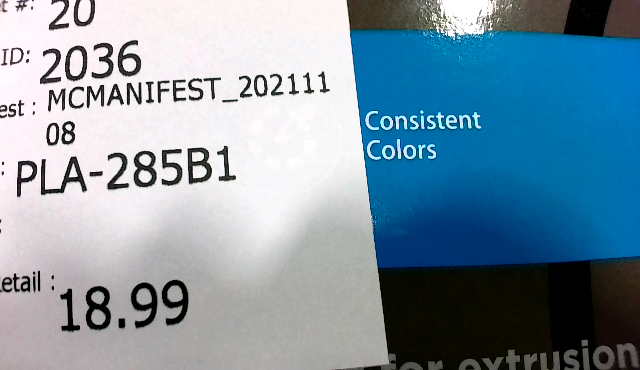 #: 20
ID: 2036
est : MCMANIFEST_202111
08
: PLA-285B1
:
etail : 18.99
Consistent
Colors
for extrusion